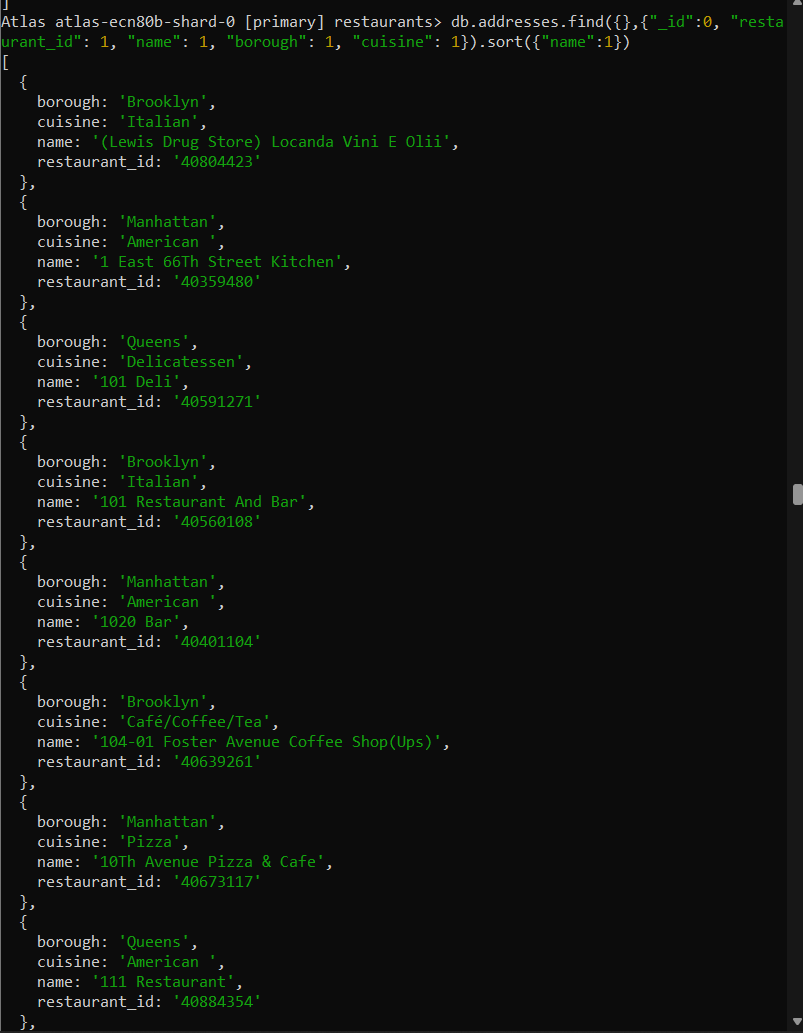 ]
Atlas atlas-ecn80b-shard-0 [primary] restaurants> db.addresses.find({},{"_id":0, "resta
urant_id": 1, "name": 1, "borough": 1, "cuisine": 1}).sort({"name":1})
[
  {
    borough: 'Brooklyn',
    cuisine: 'Italian',
    name: '(Lewis Drug Store) Locanda Vini E Olii',
    restaurant_id: '40804423'
  },
  {
    borough: 'Manhattan',
    cuisine: 'American ',
    name: '1 East 66Th Street Kitchen',
    restaurant_id: '40359480'
  },
  {
    borough: 'Queens',
    cuisine: 'Delicatessen',
    name: '101 Deli',
    restaurant_id: '40591271'
  },
  {
    borough: 'Brooklyn',
    cuisine: 'Italian',
    name: '101 Restaurant And Bar',
    restaurant_id: '40560108'
  },
  {
    borough: 'Manhattan',
    cuisine: 'American ',
    name: '1020 Bar',
    restaurant_id: '40401104'
  },
  {
    borough: 'Brooklyn',
    cuisine: 'Café/Coffee/Tea',
    name: '104-01 Foster Avenue Coffee Shop(Ups)',
    restaurant_id: '40639261'
  },
  {
    borough: 'Manhattan',
    cuisine: 'Pizza',
    name: '10Th Avenue Pizza & Cafe',
    restaurant_id: '40673117'
  },
  {
    borough: 'Queens',
    cuisine: 'American ',
    name: '111 Restaurant',
    restaurant_id: '40884354'
  },